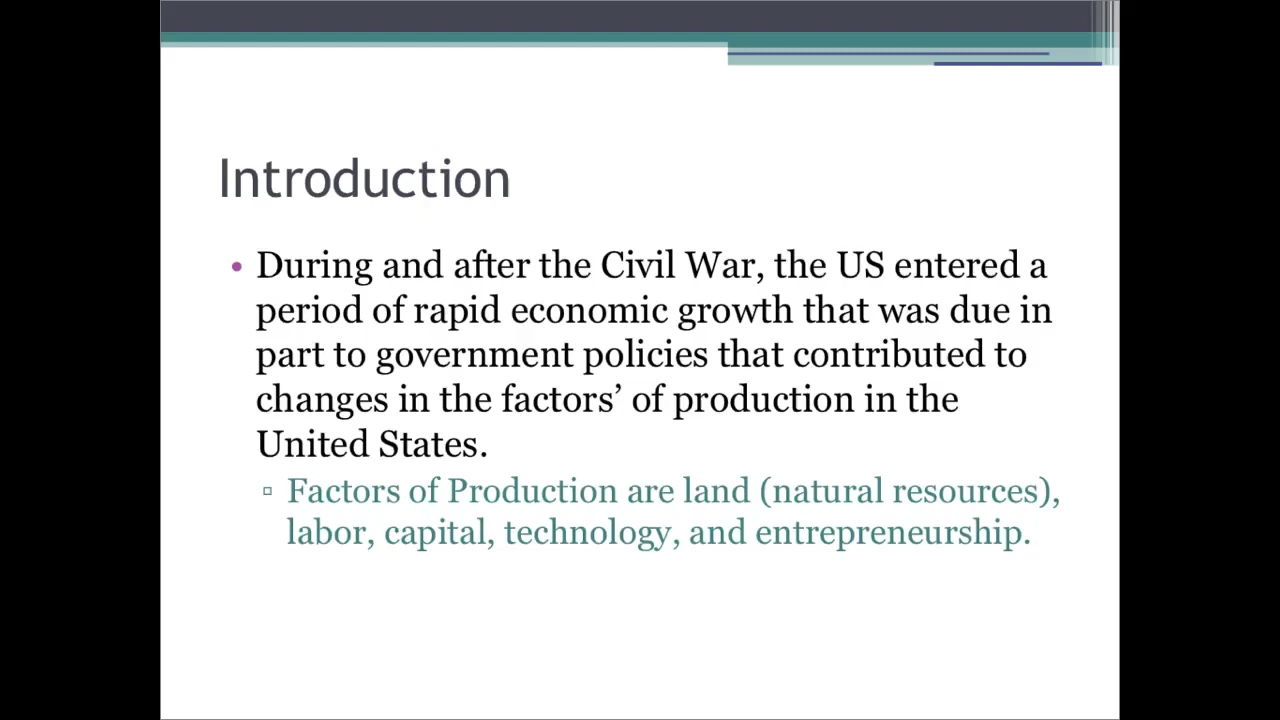 Introduction
• During and after the Civil War, the US entered a
period of rapid economic growth that was due in
part to government policies that contributed to
changes in the factors’ of production in the
United States.
▫ Factors of Production are land (natural resources),
labor, capital, technology, and entrepreneurship.